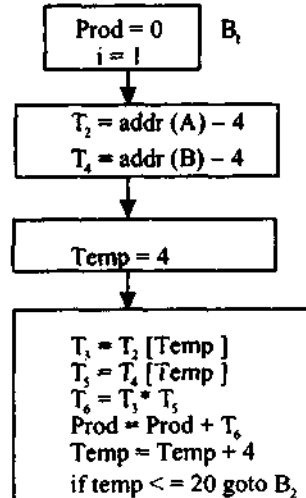 Prod = 0 B₁
i = 1
T₂ = addr (A) – 4
T₄ = addr (B) – 4
Temp = 4
T₃ = T₂ [Temp ]
T₅ = T₄ [Temp ]
T₆ = T₃ * T₅
Prod = Prod + T₆
Temp = Temp + 4
if temp < = 20 goto B₂